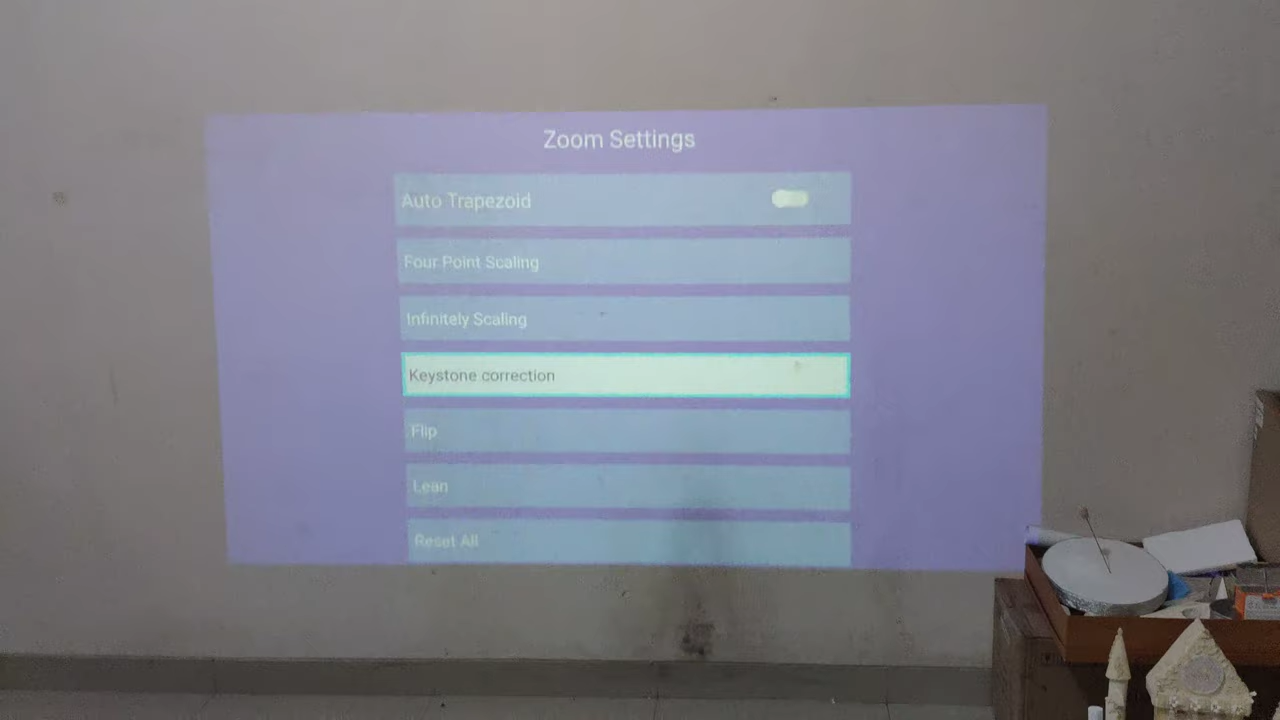 Zoom Settings
Auto Trapezoid
Four Point Scaling
Infinitely Scaling
Keystone correction
Flip
Lean
Reset All